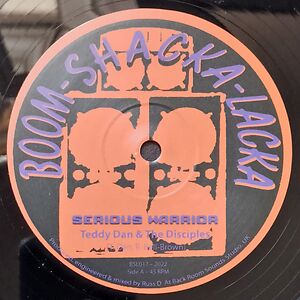 BOOM-SHACKA-LACKA
SERIOUS WARRIOR
Teddy Dan & The Disciples
BSL017 – 2022
Side A - 45 RPM
engineered & mixed by Russ D At Back Room Sounds Studio, UK